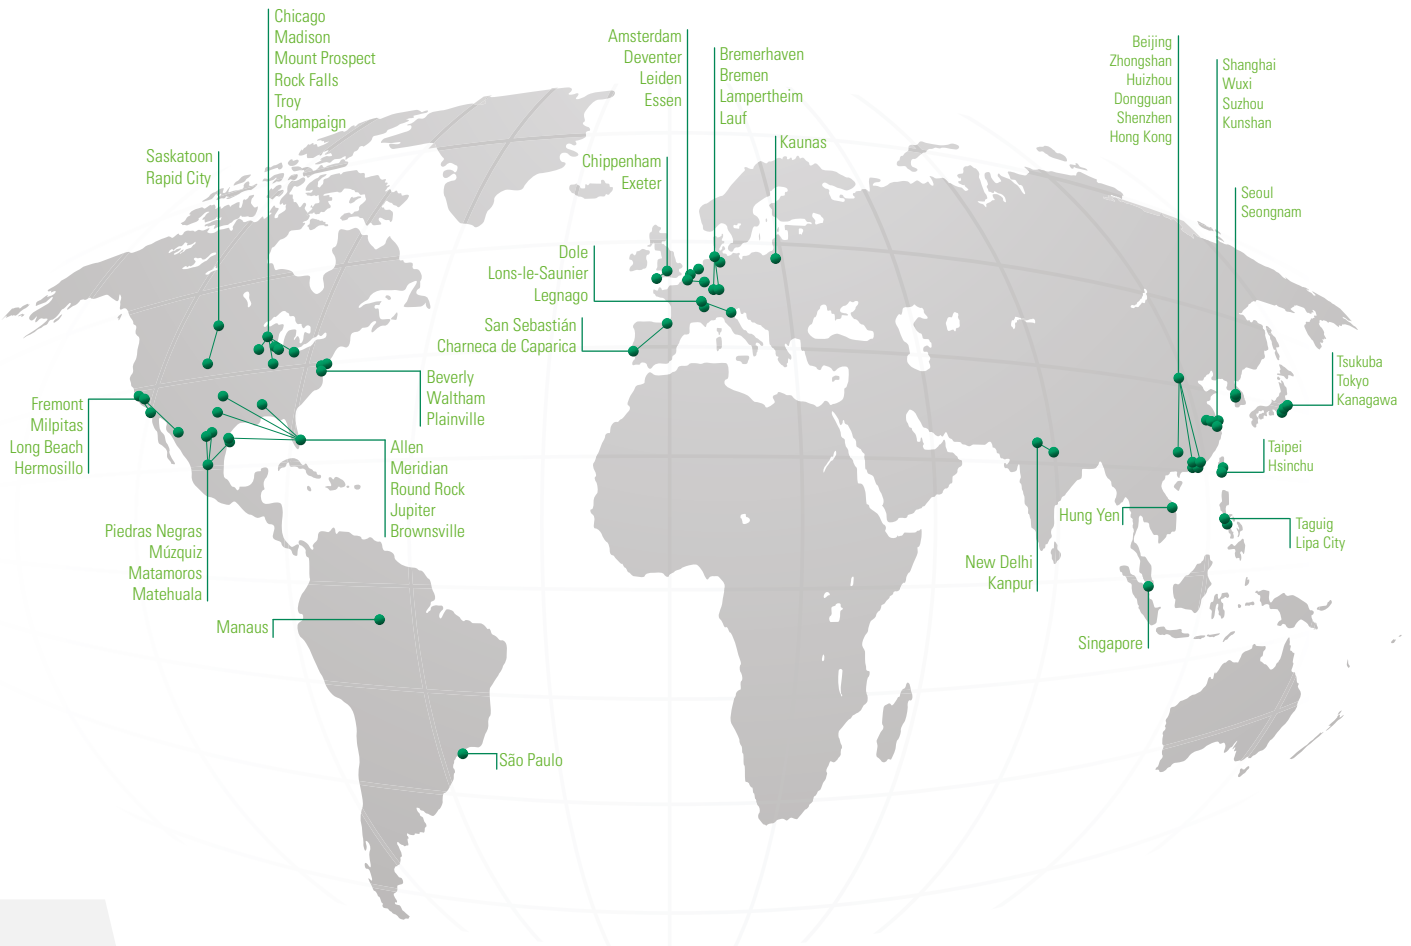 Chicago
Madison
Mount Prospect
Rock Falls
Troy
Champaign
Saskatoon
Rapid City
Amsterdam
Deventer
Leiden
Essen
Bremerhaven
Bremen
Lampertheim
Lauf
Kaunas
Chippenham
Exeter
Dole
Lons-le-Saunier
Legnago
San Sebastián
Charneca de Caparica
Beijing
Zhongshan
Huizhou
Dongguan
Shenzhen
Hong Kong
Shanghai
Wuxi
Suzhou
Kunshan
Seoul
Seongnam
Tsukuba
Tokyo
Kanagawa
Taipei
Hsinchu
Taguig
Lipa City
Hung Yen
New Delhi
Kanpur
Singapore
Fremont
Milpitas
Long Beach
Hermosillo
Beverly
Waltham
Plainville
Allen
Meridian
Round Rock
Jupiter
Brownsville
Piedras Negras
Múzquiz
Matamoros
Matehuala
Manaus
São Paulo